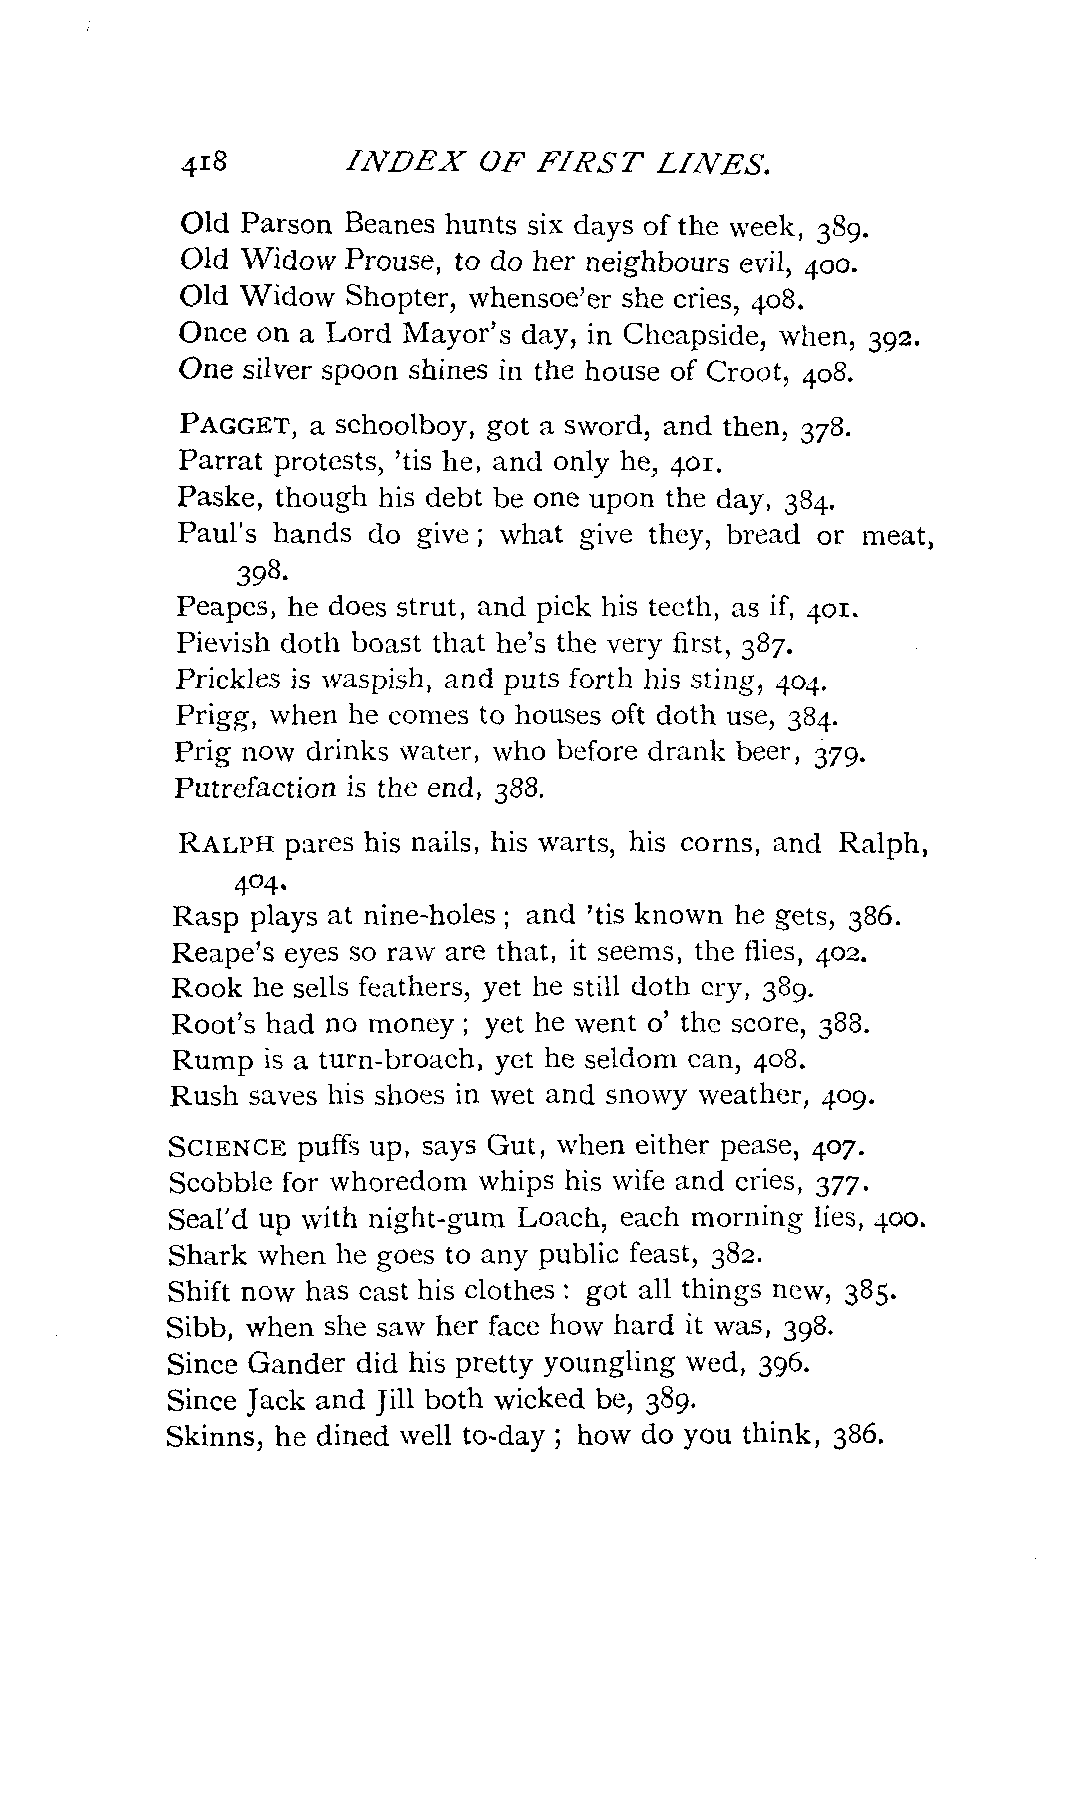 418 INDEX OF FIRST LINES.
Old Parson Beanes hunts six days of the week, 389.
Old Widow Prouse, to do her neighbours evil, 400.
Old Widow Shopter, whensoe'er she cries, 408.
Once on a Lord Mayor's day, in Cheapside, when, 392.
One silver spoon shines in the house of Croot, 408.
PAGGET, a schoolboy, got a sword, and then, 378.
Parrat protests, 'tis he, and only he, 401.
Paske, though his debt be one upon the day, 384.
Paul's hands do give; what give they, bread or meat,
398.
Peapes, he does strut, and pick his teeth, as if, 401.
Pievish doth boast that he's the very first, 387.
Prickles is waspish, and puts forth his sting, 404.
Prigg, when he comes to houses oft doth use, 384.
Prig now drinks water, who before drank beer, 379.
Putrefaction is the end, 388.
RALPH pares his nails, his warts, his corns, and Ralph,
404.
Rasp plays at nine-holes; and 'tis known he gets, 386.
Reape's eyes so raw are that, it seems, the flies, 402.
Rook he sells feathers, yet he still doth cry, 389.
Root's had no money; yet he went o' the score, 388.
Rump is a turn-broach, yet he seldom can, 408.
Rush saves his shoes in wet and snowy weather, 409.
SCIENCE puffs up, says Gut, when either pease, 407.
Scobble for whoredom whips his wife and cries, 377.
Seal'd up with night-gum Loach, each morning lies, 400.
Shark when he goes to any public feast, 382.
Shift now has cast his clothes: got all things new, 385.
Sibb, when she saw her face how hard it was, 398.
Since Gander did his pretty youngling wed, 396.
Since Jack and Jill both wicked be, 389.
Skinns, he dined well to-day; how do you think, 386.